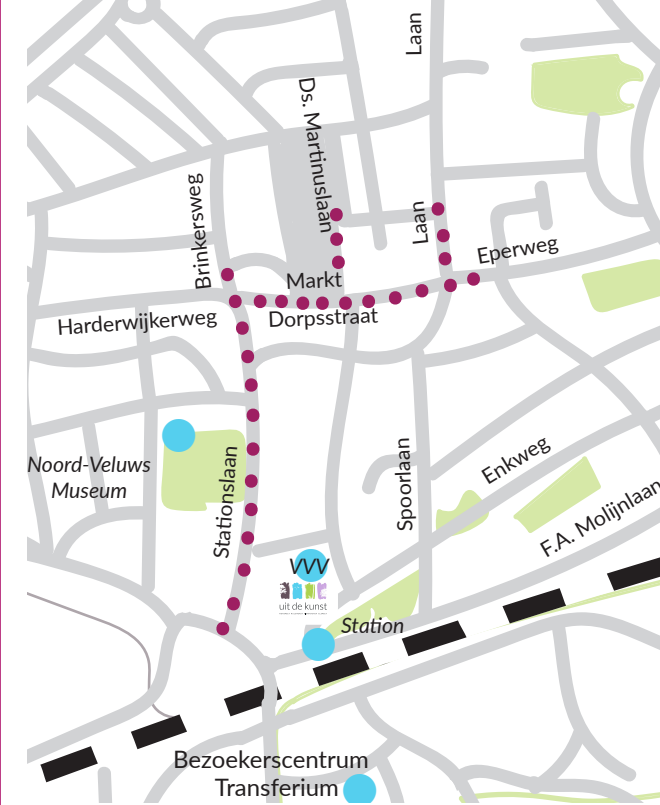 Laan
Ds. Martinuslaan
Brinkersweg
Laan
Eperweg
Markt
Harderwijkerweg
Dorpsstraat
Noord-Veluws
Museum
Stationslaan
Spoorlaan
Enkweg
F.A. Molijnlaan
VVV
uit de kunst
Station
Bezoekerscentrum
Transferium